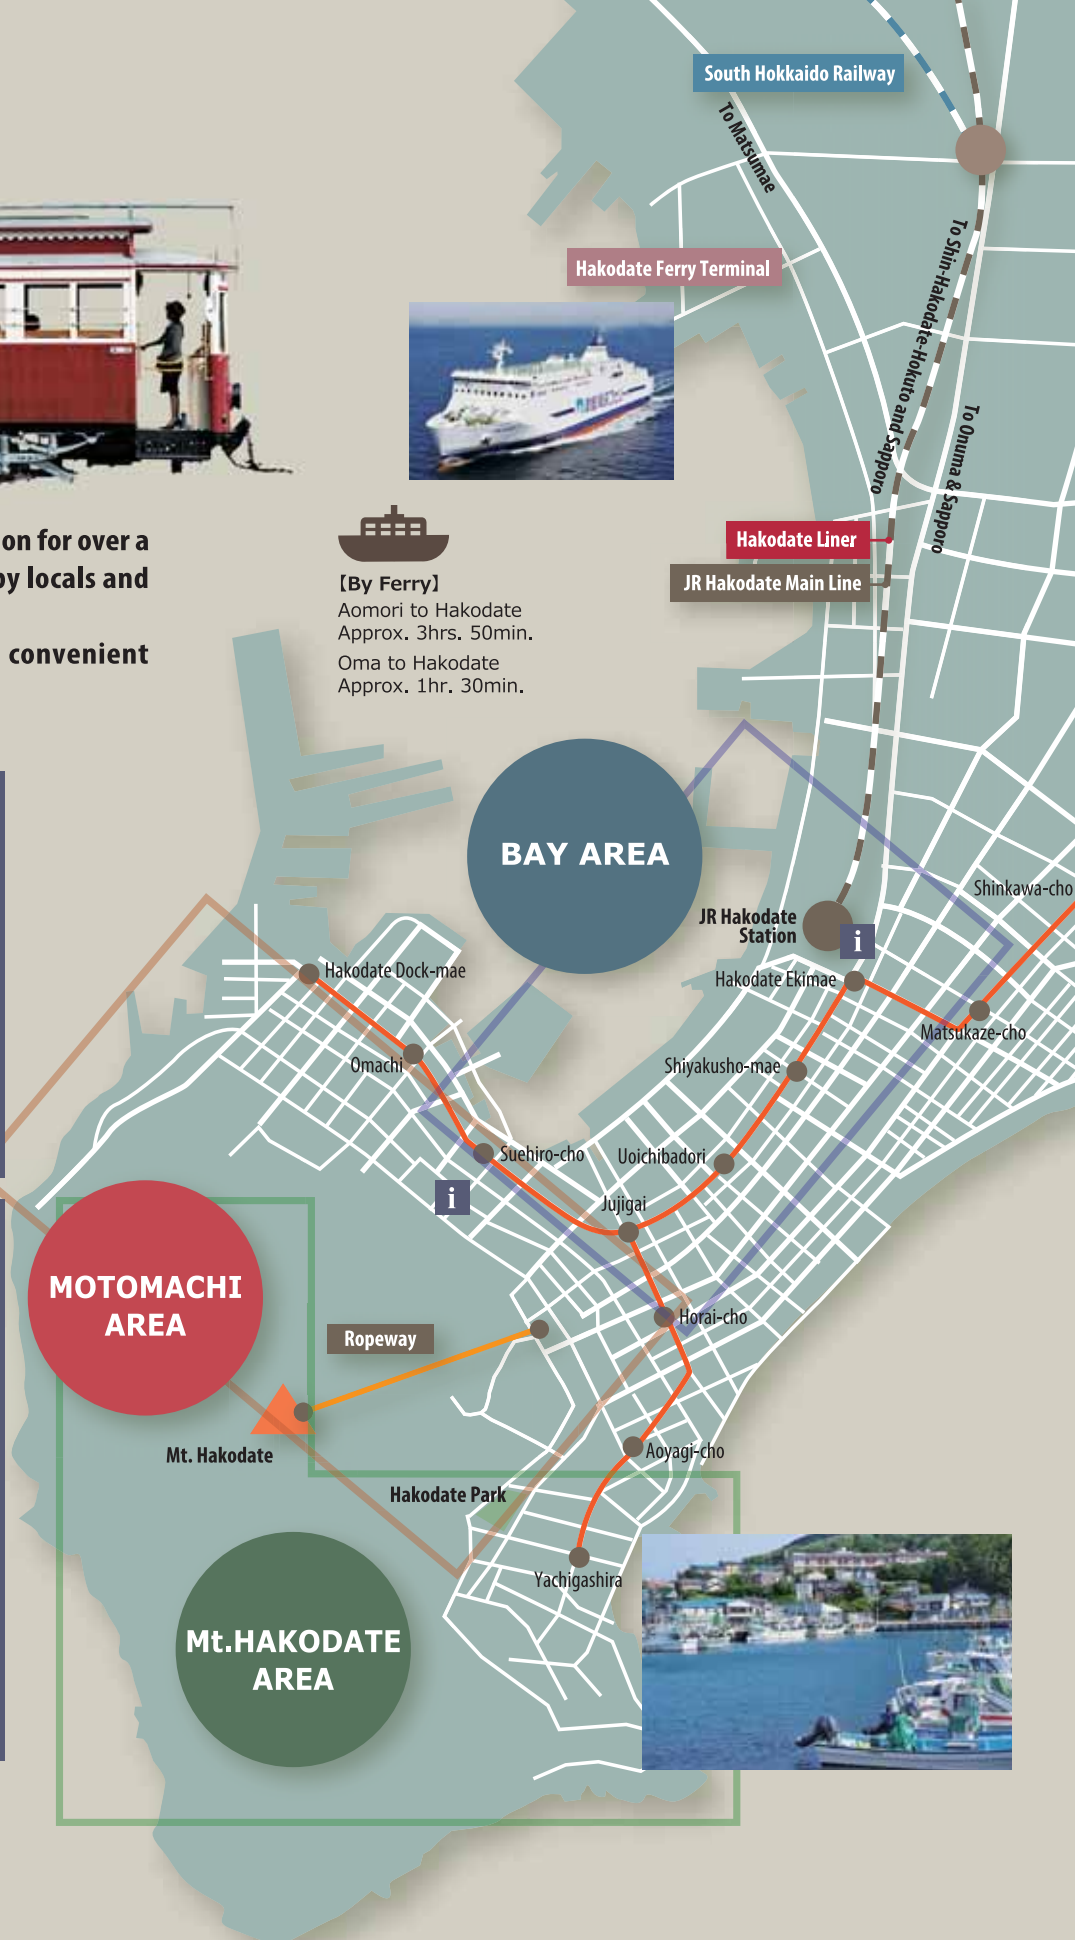 South Hokkaido Railway
To Matsumae
To Shin-Hakodate-Hokuto and Sapporo
Hakodate Ferry Terminal
To Onuma & Sapporo
on for over a
by locals and
convenient
Hakodate Liner
JR Hakodate Main Line
【By Ferry】
Aomori to Hakodate
Approx. 3hrs. 50min.
Oma to Hakodate
Approx. 1hr. 30min.
BAY AREA
Shinkawa-cho
JR Hakodate
Station
i
Hakodate Dock-mae
Hakodate Ekimae
Matsukaze-cho
Omachi
Shiyakusho-mae
Suehiro-cho
Uoichibadori
i
Jujigai
MOTOMACHI
AREA
Horai-cho
Ropeway
Mt. Hakodate
Aoyagi-cho
Hakodate Park
Yachigashira
Mt.HAKODATE
AREA